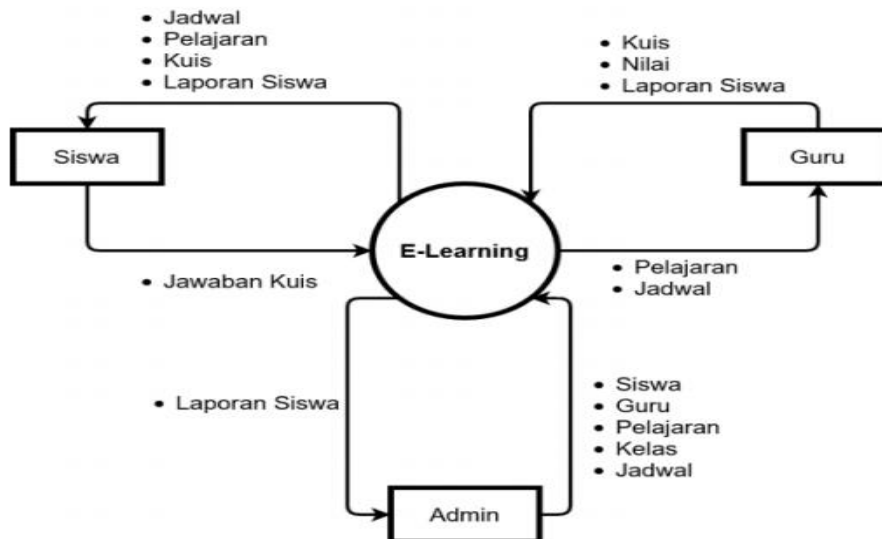 • Jadwal
• Pelajaran
• Kuis
• Laporan Siswa
• Kuis
• Nilai
• Laporan Siswa
Siswa
Guru
E-Learning
• Jawaban Kuis
• Pelajaran
• Jadwal
• Laporan Siswa
• Siswa
• Guru
• Pelajaran
• Kelas
• Jadwal
Admin